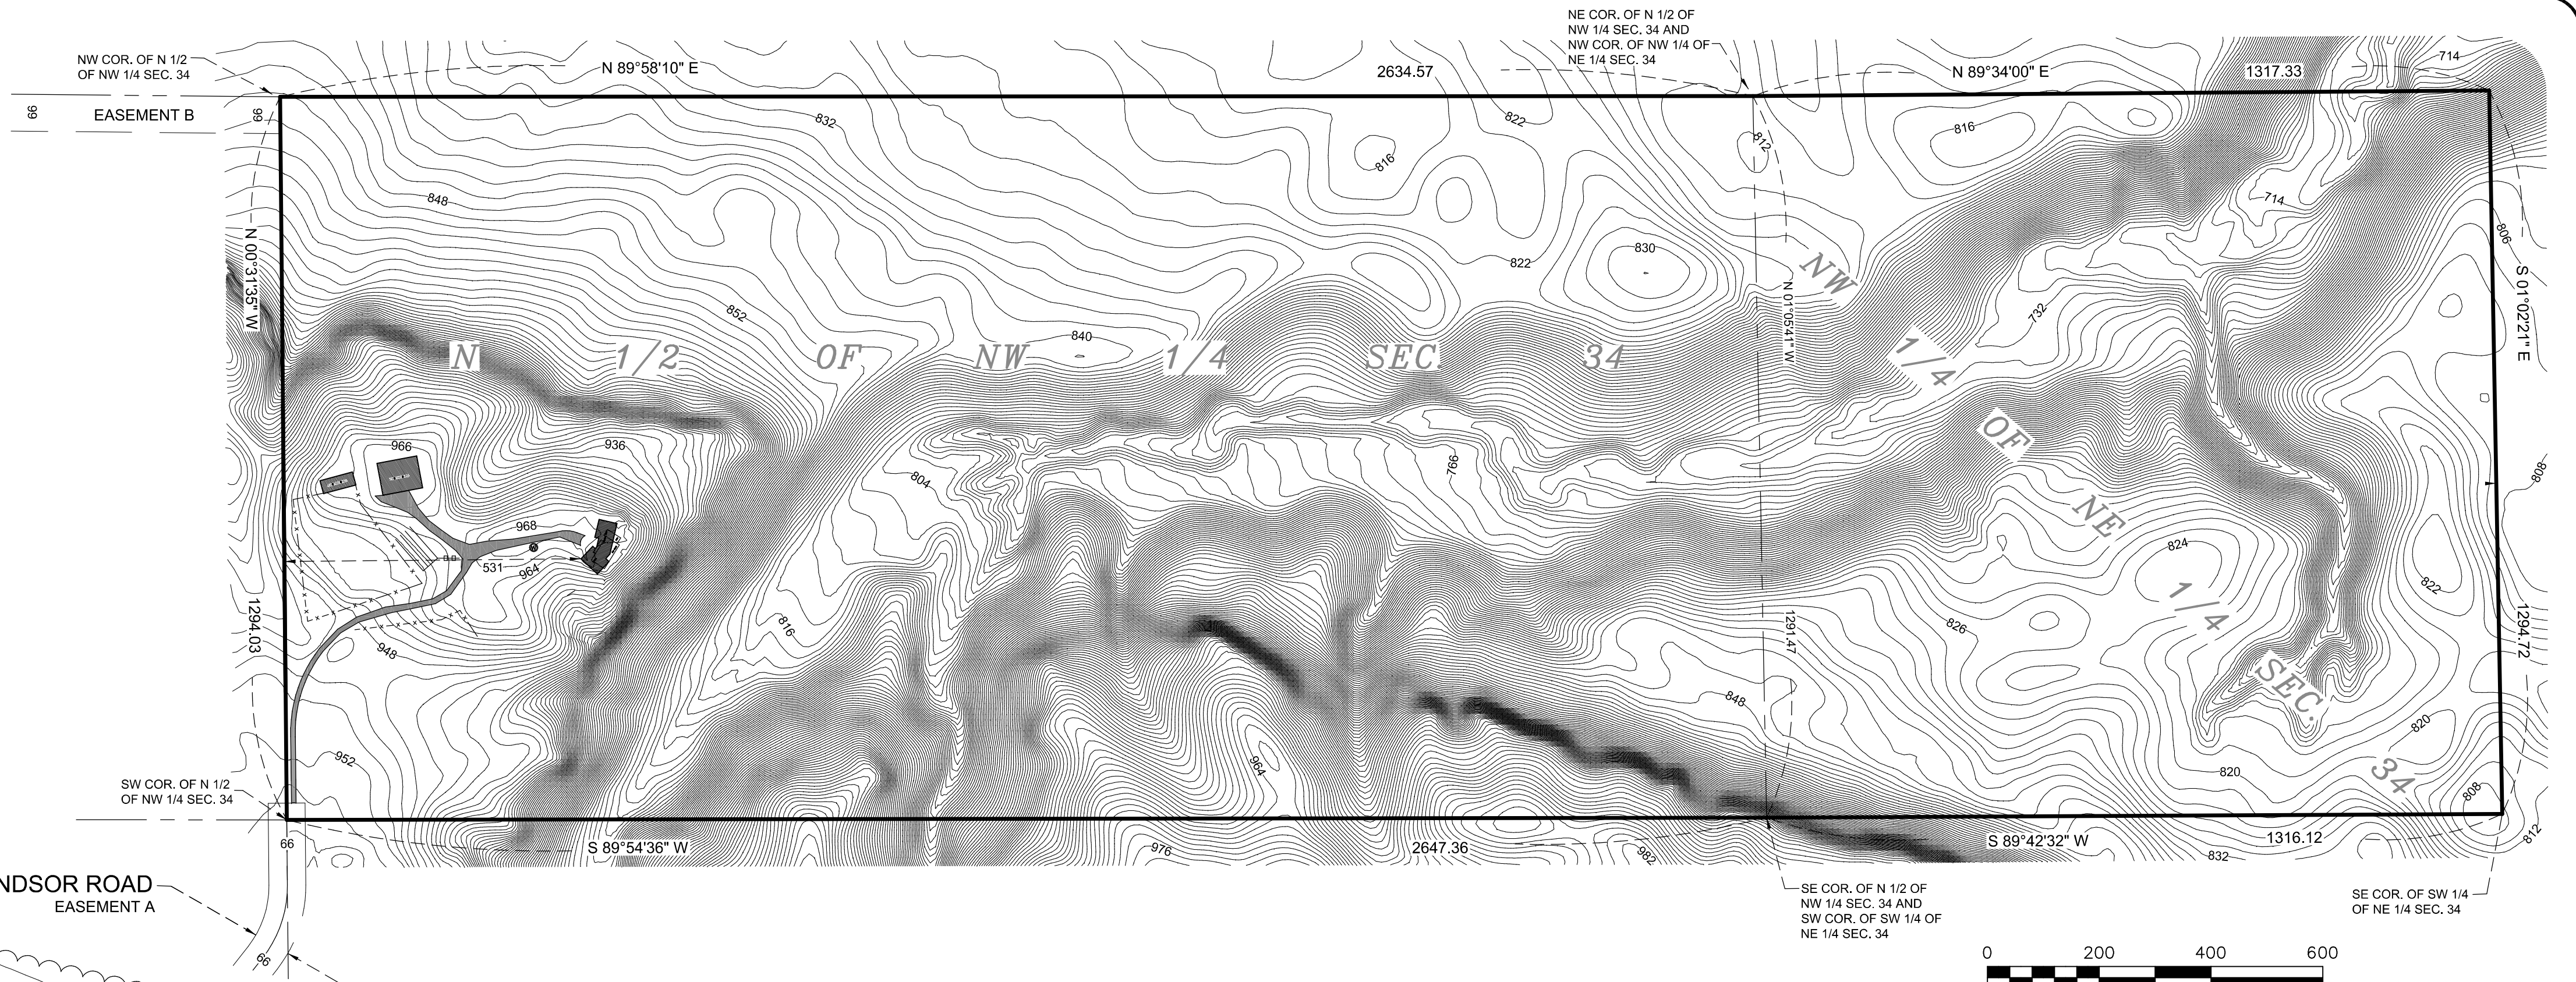 NW COR. OF N 1/2
OF NW 1/4 SEC. 34
N 89°58'10" E
2634.57
NE COR. OF N 1/2 OF
NW 1/4 SEC. 34 AND
NW COR. OF NW 1/4 OF
NE 1/4 SEC. 34
N 89°34'00" E
1317.33
714
66
EASEMENT B
66
832
822
816
812
816
848
714
N 00°31'35" W
830
822
806
S 01°02'21" E
852
840
N 01°05'41" W
732
N 1/2 OF NW 1/4 SEC. 34
NW 1/4 OF NE 1/4 SEC. 34
966
936
804
766
808
968
531
964
824
822
1294.03
816
948
1291.47
826
1294.72
848
952
964
820
820
808
SW COR. OF N 1/2
OF NW 1/4 SEC. 34
66
S 89°54'36" W
976
2647.36
982
S 89°42'32" W
1316.12
832
812
NDSOR ROAD
EASEMENT A
66
SE COR. OF N 1/2 OF
NW 1/4 SEC. 34 AND
SW COR. OF SW 1/4 OF
NE 1/4 SEC. 34
SE COR. OF SW 1/4
OF NE 1/4 SEC. 34
0 200 400 600